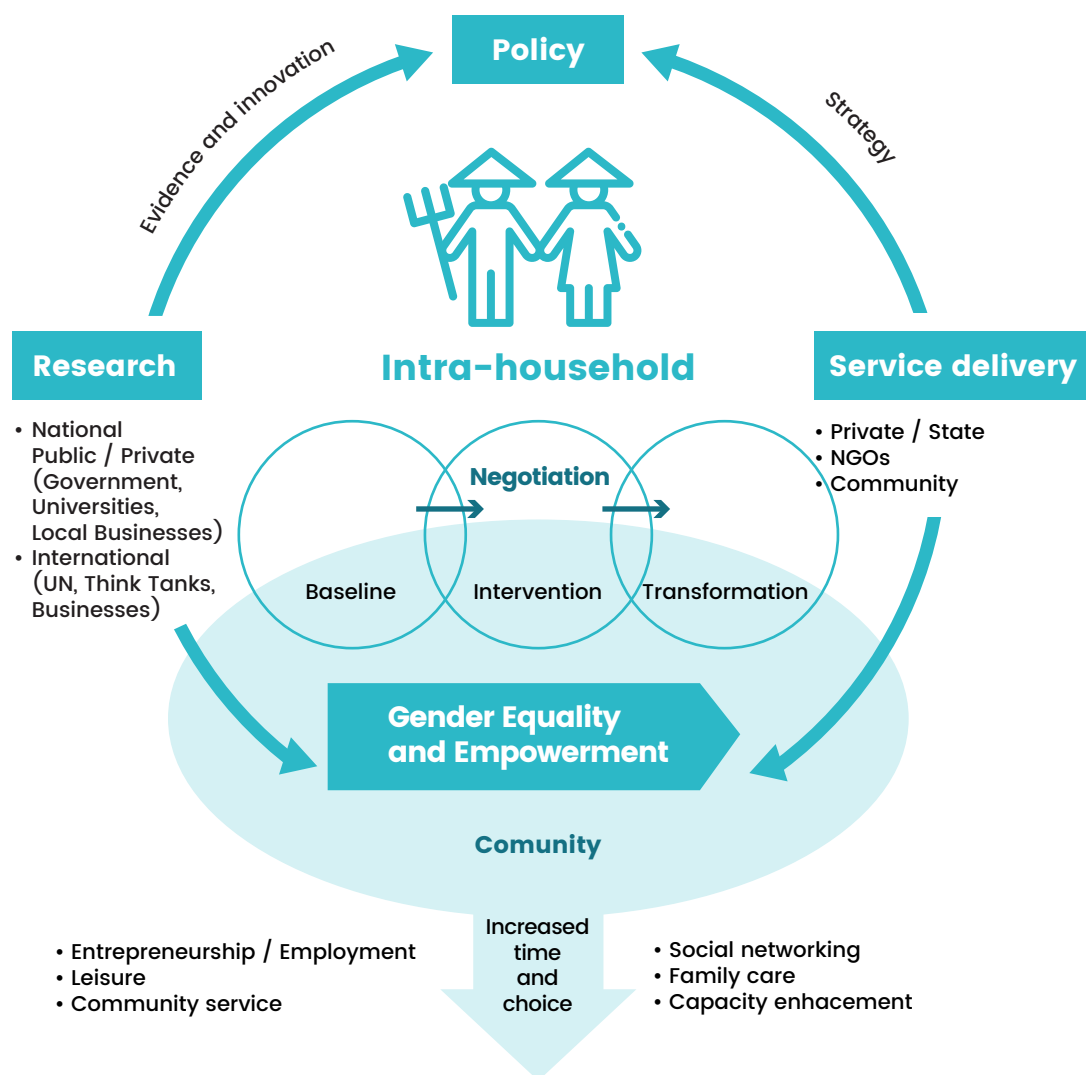 Policy
Evidence and innovation
Strategy
Research
Intra-household
Service delivery
• National
Public / Private
(Government,
Universities,
Local Businesses)
• International
(UN, Think Tanks,
Businesses)
• Private / State
• NGOs
• Community
Negotiation
Baseline
Intervention
Transformation
Gender Equality
and Empowerment
Comunity
Increased
time
and
choice
• Entrepreneurship / Employment
• Leisure
• Community service
• Social networking
• Family care
• Capacity enhacement